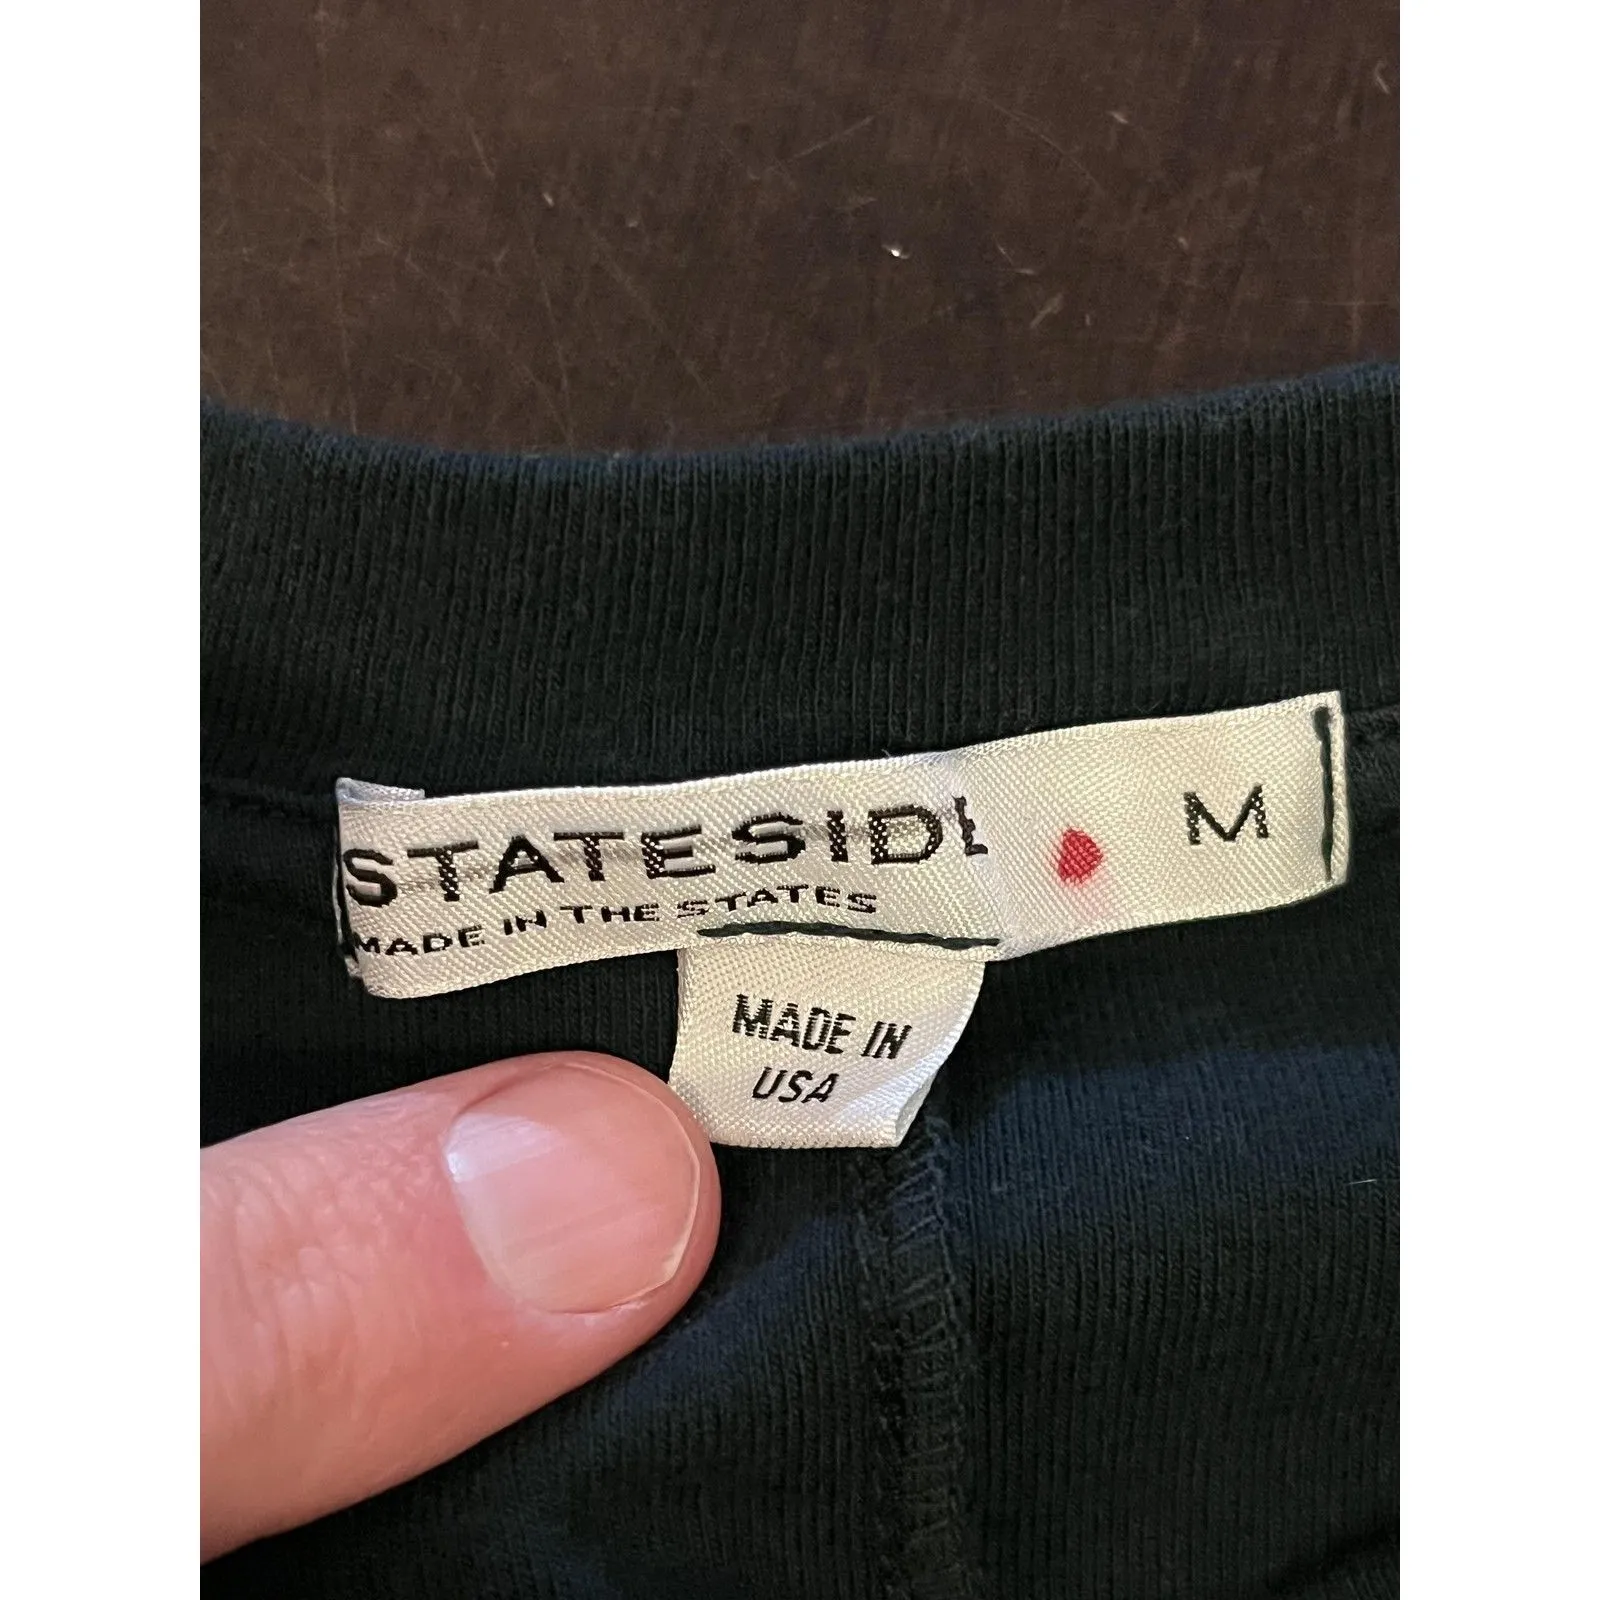 STATESIDE M
MADE IN THE STATES
MADE IN
USA